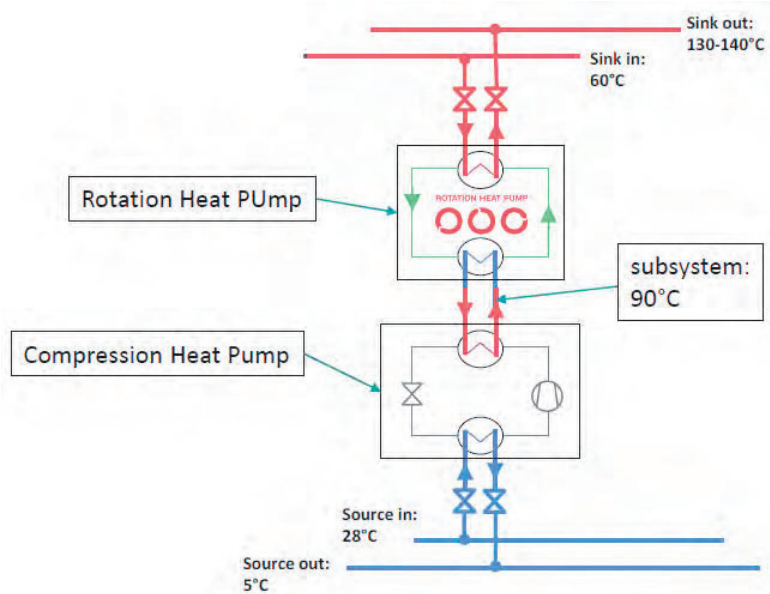 Sink out:
130-140°C
Sink in:
60°C
Rotation Heat PUmp
ROTATION HEAT PUMP
subsystem:
90°C
Compression Heat Pump
Source in:
28°C
Source out:
5°C